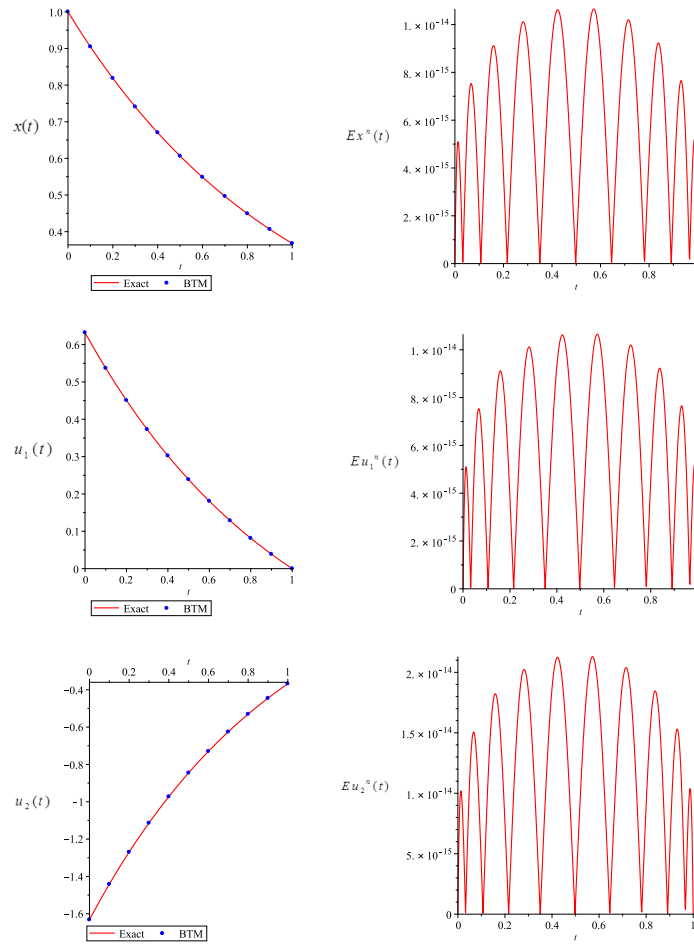 1.0
0.9
0.8
0.7
x(t)
0.6
0.5
0.4
0 0.2 0.4 0.6 0.8 1
t
Exact BTM
1. × 10⁻¹⁴
8. × 10⁻¹⁵
6. × 10⁻¹⁵
Exⁿ(t)
4. × 10⁻¹⁵
2. × 10⁻¹⁵
0
0 0.2 0.4 0.6 0.8
t
0.6
0.5
0.4
0.3
u₁(t)
0.2
0.1
0
0 0.2 0.4 0.6 0.8 1
t
Exact BTM
1. × 10⁻¹⁴
8. × 10⁻¹⁵
6. × 10⁻¹⁵
Eu₁ⁿ(t)
4. × 10⁻¹⁵
2. × 10⁻¹⁵
0
0 0.2 0.4 0.6 0.8
t
t
0 0.2 0.4 0.6 0.8 1
−0.4
−0.6
−0.8
−1
u₂(t)
−1.2
−1.4
−1.6
Exact BTM
2. × 10⁻¹⁴
1.5 × 10⁻¹⁴
Eu₂ⁿ(t)
1. × 10⁻¹⁴
5. × 10⁻¹⁵
0
0 0.2 0.4 0.6 0.8 1
t